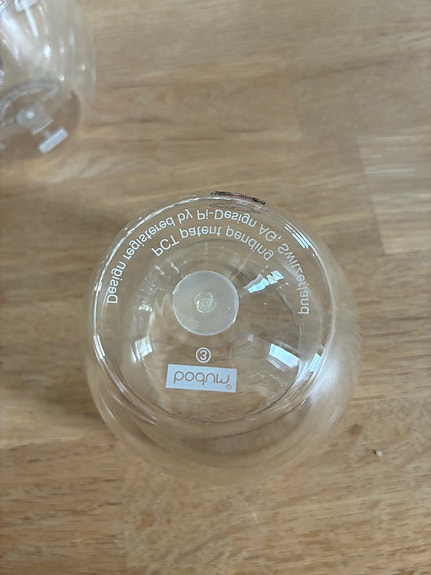 Design registered by Pi-Design AG, Switzerland
PCT patent pending
3
bodum®